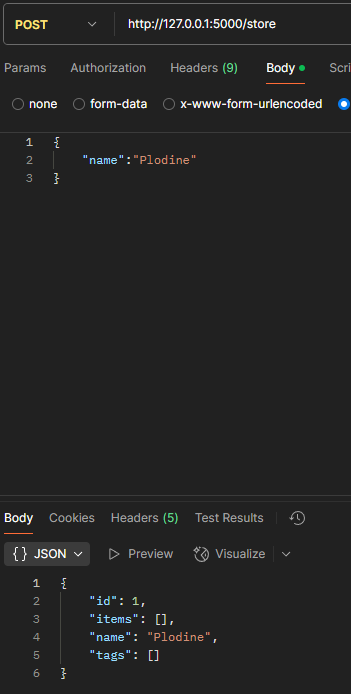 POST http://127.0.0.1:5000/store
Params Authorization Headers (9) Body Scri
none form-data x-www-form-urlencoded
1 {
2 "name":"Plodine"
3 }
Body Cookies Headers (5) Test Results
{} JSON Preview Visualize
1 {
2 "id": 1,
3 "items": [],
4 "name": "Plodine",
5 "tags": []
6 }